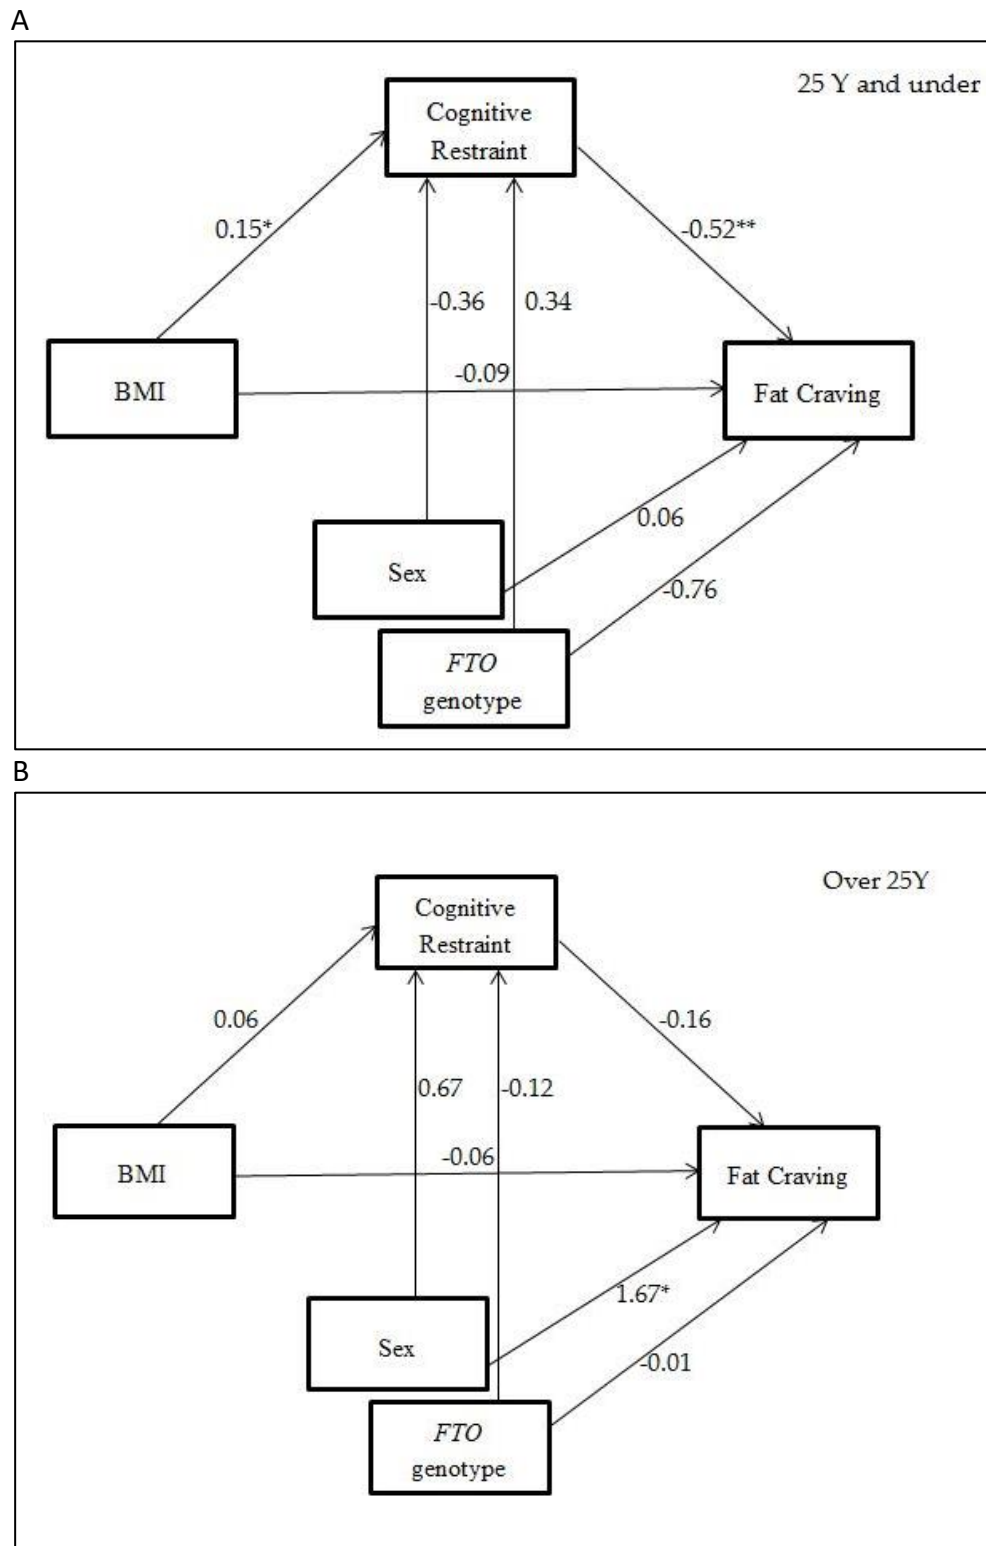 A
25 Y and under
Cognitive
Restraint
0.15*
-0.52**
-0.36
0.34
BMI
-0.09
Fat Craving
0.06
Sex
-0.76
FTO
genotype
B
Over 25Y
Cognitive
Restraint
0.06
-0.16
0.67
-0.12
BMI
-0.06
Fat Craving
1.67*
Sex
-0.01
FTO
genotype